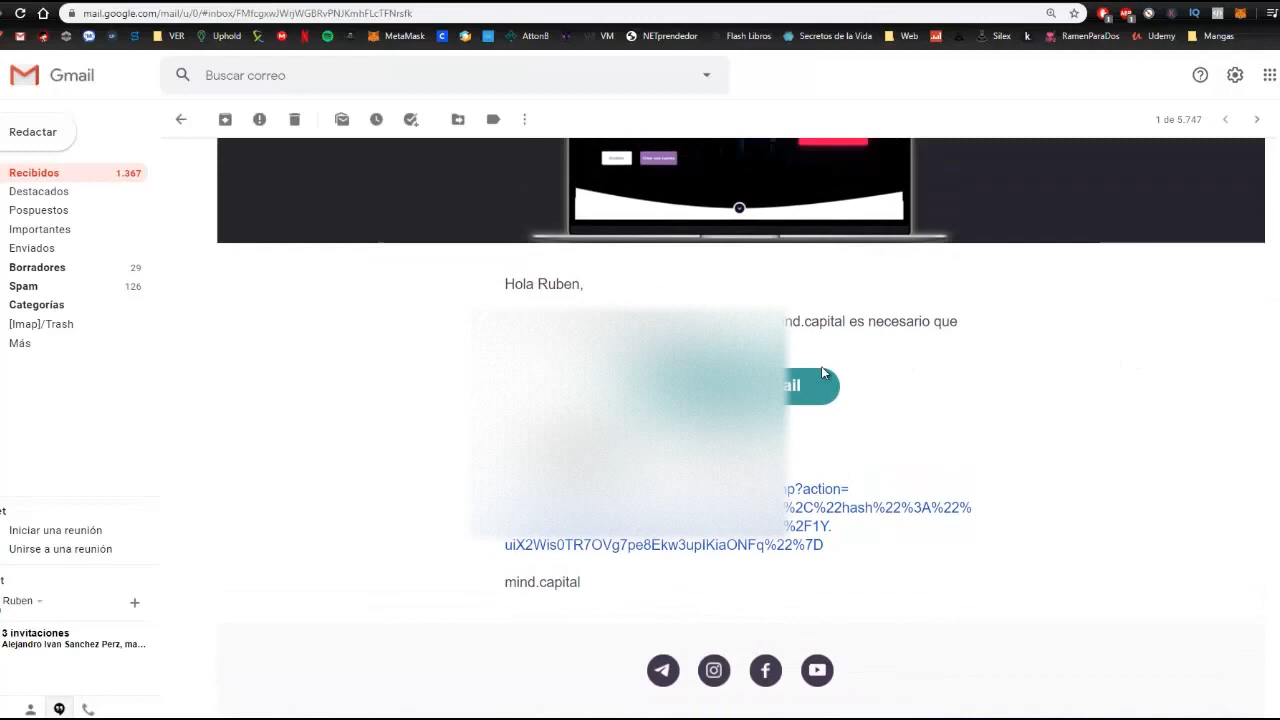 mail.google.com/mail/u/0/#inbox/FMfcgxwJWrjWGBRvPNJKmhFLcTFNrsfk
VER
Uphold
MetaMask
Atton8
VM
NETprendedor
Flash Libros
Secretos de la Vida
Web
Silex
RamenParaDos
Udemy
Mangas
Gmail
Buscar correo
Redactar
1 de 5.747
Recibidos 1.367
Destacados
Pospuestos
Importantes
Enviados
Borradores 29
Spam 126
Categorías
[Imap]/Trash
Más
Hola Ruben,
nd.capital es necesario que
ail
p?action=
%2C%22hash%22%3A%22%
%2F1Y.
uiX2Wis0TR7OVg7pe8Ekw3upIKiaONFq%22%7D
mind.capital
et
Iniciar una reunión
Unirse a una reunión
t
Ruben
3 invitaciones
Alejandro Ivan Sanchez Perz, ma...